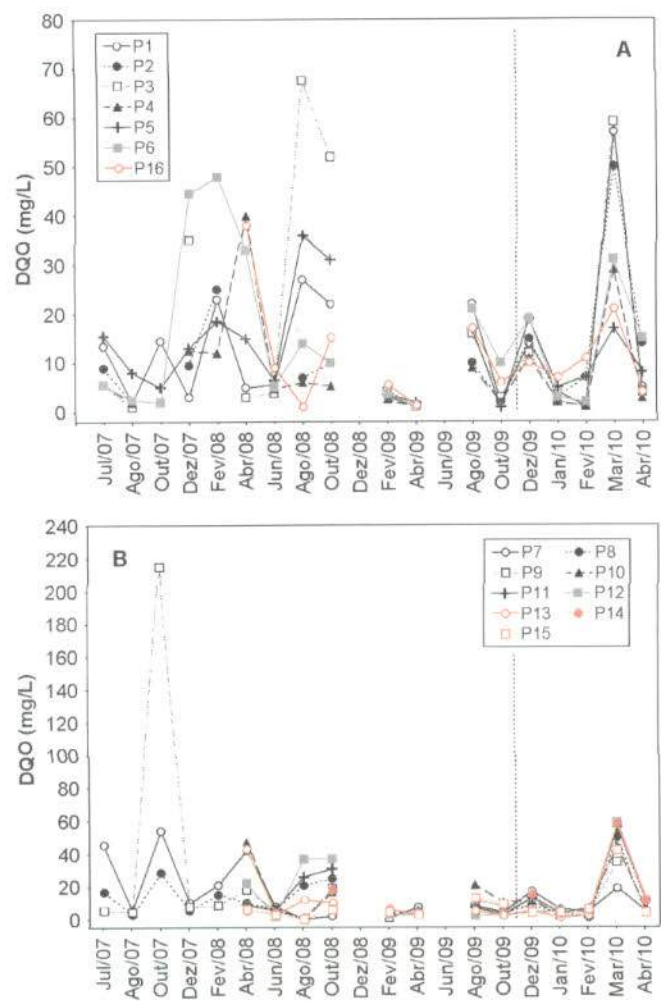 80
A
P1
P2
P3
P4
P5
P6
P16
70
60
50
40
30
20
10
0
DQO (mg/L)
Jul/07
Ago/07
Out/07
Dez/07
Fev/08
Abr/08
Jun/08
Ago/08
Out/08
Dez/08
Fev/09
Abr/09
Jun/09
Ago/09
Out/09
Dez/09
Jan/10
Fev/10
Mar/10
Abr/10
240
B
P7 P8
P9 P10
P11 P12
P13 P14
P15
220
200
180
160
140
120
100
80
60
40
20
0
DQO (mg/L)
Jul/07
Ago/07
Out/07
Dez/07
Fev/08
Abr/08
Jun/08
Ago/08
Out/08
Dez/08
Fev/09
Abr/09
Jun/09
Ago/09
Out/09
Dez/09
Jan/10
Fev/10
Mar/10
Abr/10